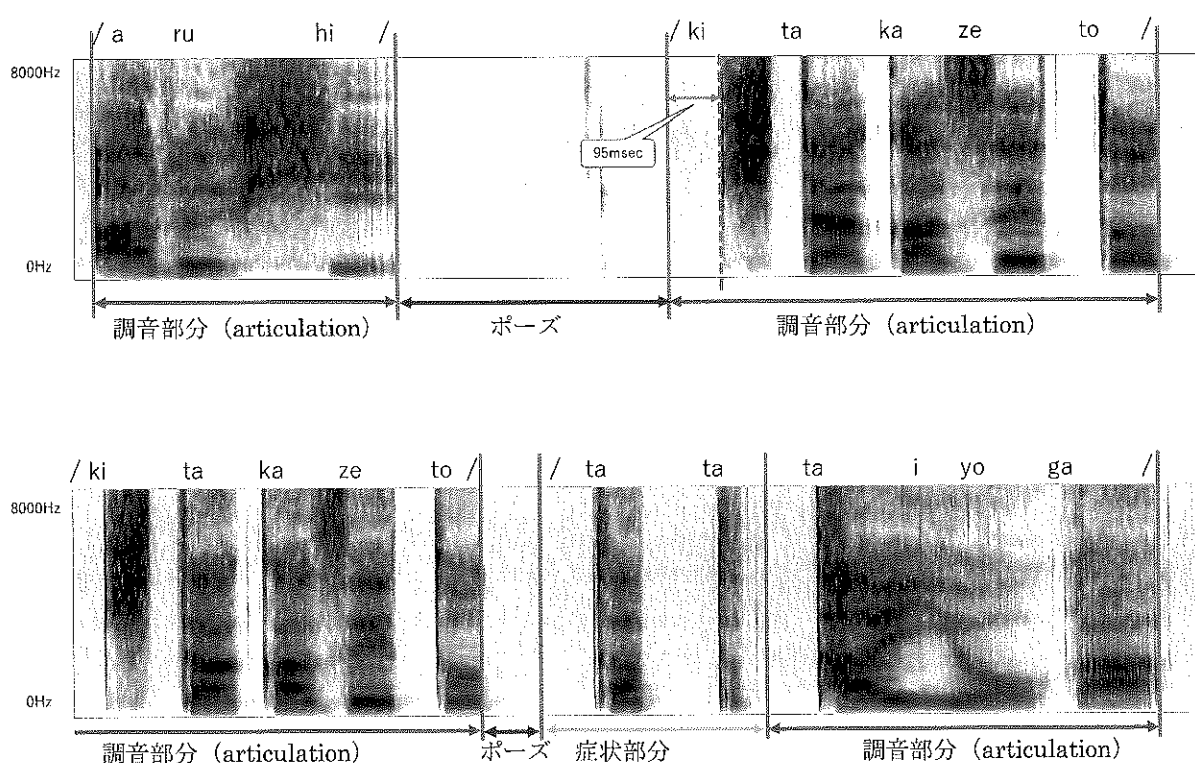 / a ru hi / / ki ta ka ze to /
8000Hz
95msec
0Hz
調音部分 (articulation) ポーズ 調音部分 (articulation)
/ ki ta ka ze to / / ta ta ta i yo ga /
8000Hz
0Hz
調音部分 (articulation) ポーズ 症状部分 調音部分 (articulation)